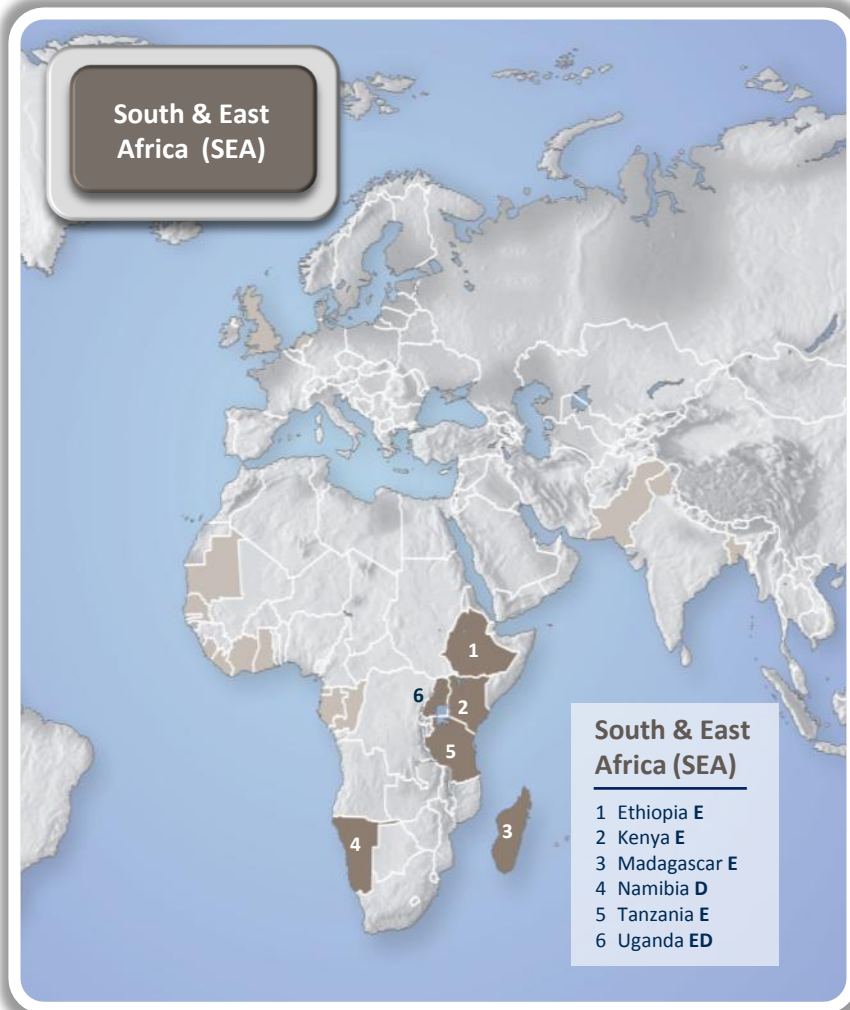 South & East
Africa (SEA)
1
6
2
5
3
4
South & East
Africa (SEA)
1 Ethiopia E
2 Kenya E
3 Madagascar E
4 Namibia D
5 Tanzania E
6 Uganda ED